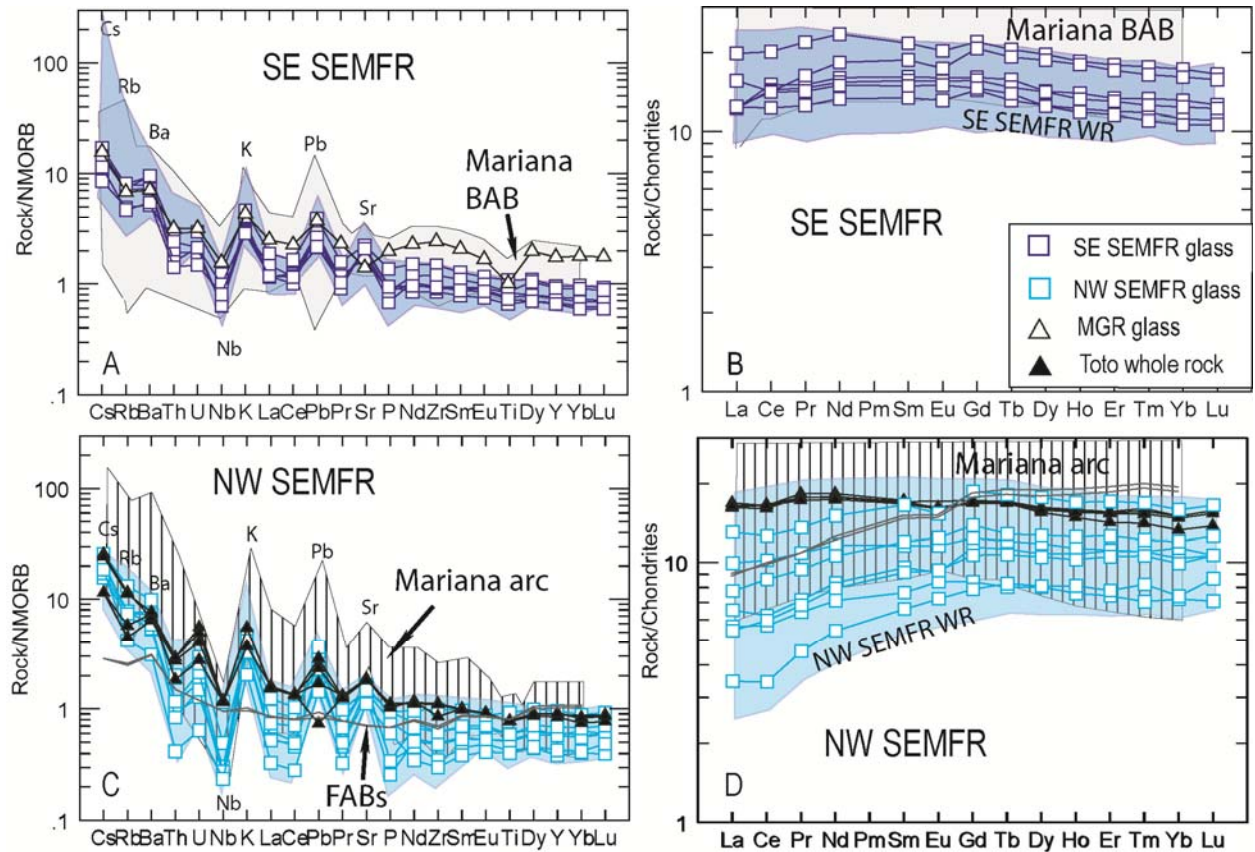 Rock/NMORB
100
10
1
.1
Cs
Rb
Ba
Nb
K
Pb
Sr
SE SEMFR
Mariana
BAB
A
Cs Rb Ba Th U Nb K La Ce Pb Pr Sr P Nd Zr Sm Eu Ti Dy Y Yb Lu
Rock/Chondrites
10
1
Mariana BAB
SE SEMFR WR
SE SEMFR
SE SEMFR glass
NW SEMFR glass
MGR glass
Toto whole rock
B
La Ce Pr Nd Pm Sm Eu Gd Tb Dy Ho Er Tm Yb Lu
Rock/NMORB
100
10
1
.1
NW SEMFR
Cs
Rb
Ba
K
Pb
Sr
Mariana arc
C
Nb
FABs
Cs Rb Ba Th U Nb K La Ce Pb Pr Sr P Nd Zr Sm Eu Ti Dy Y Yb Lu
Rock/Chondrites
10
1
Mariana arc
NW SEMFR WR
NW SEMFR
D
La Ce Pr Nd Pm Sm Eu Gd Tb Dy Ho Er Tm Yb Lu